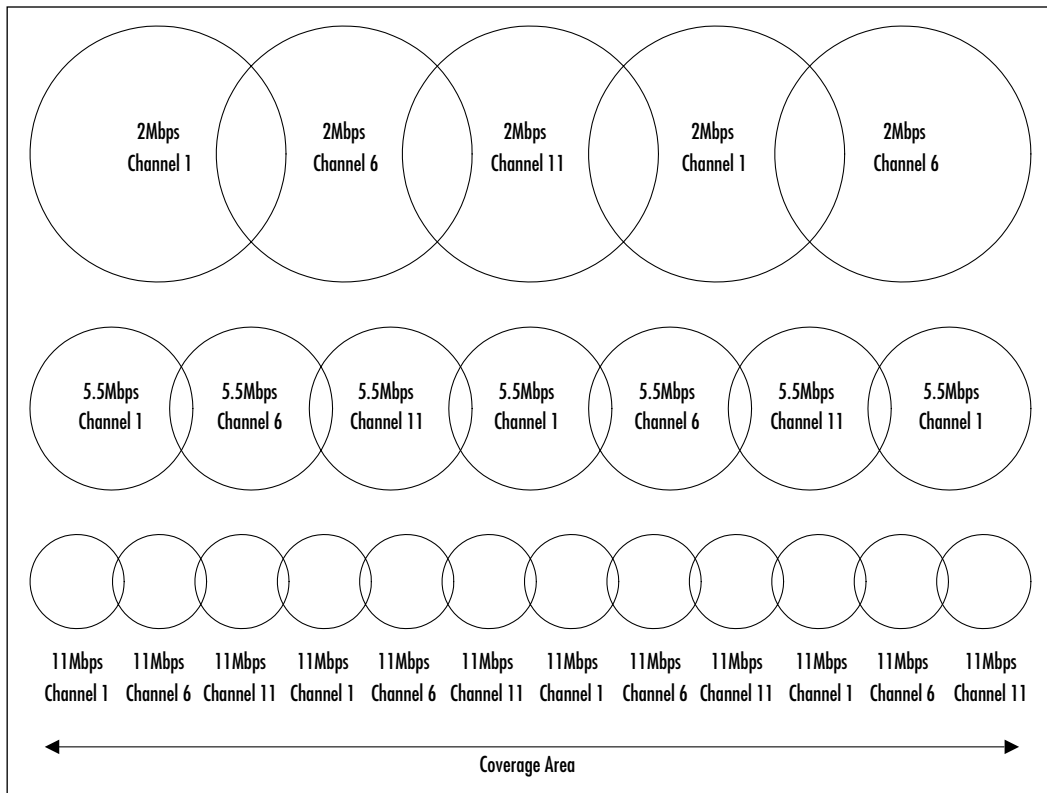 2Mbps 2Mbps 2Mbps 2Mbps 2Mbps
Channel 1 Channel 6 Channel 11 Channel 1 Channel 6
5.5Mbps 5.5Mbps 5.5Mbps 5.5Mbps 5.5Mbps 5.5Mbps 5.5Mbps
Channel 1 Channel 6 Channel 11 Channel 1 Channel 6 Channel 11 Channel 1
11Mbps 11Mbps 11Mbps 11Mbps 11Mbps 11Mbps 11Mbps 11Mbps 11Mbps 11Mbps 11Mbps 11Mbps
Channel 1 Channel 6 Channel 11 Channel 1 Channel 6 Channel 11 Channel 1 Channel 6 Channel 11 Channel 1 Channel 6 Channel 11
Coverage Area